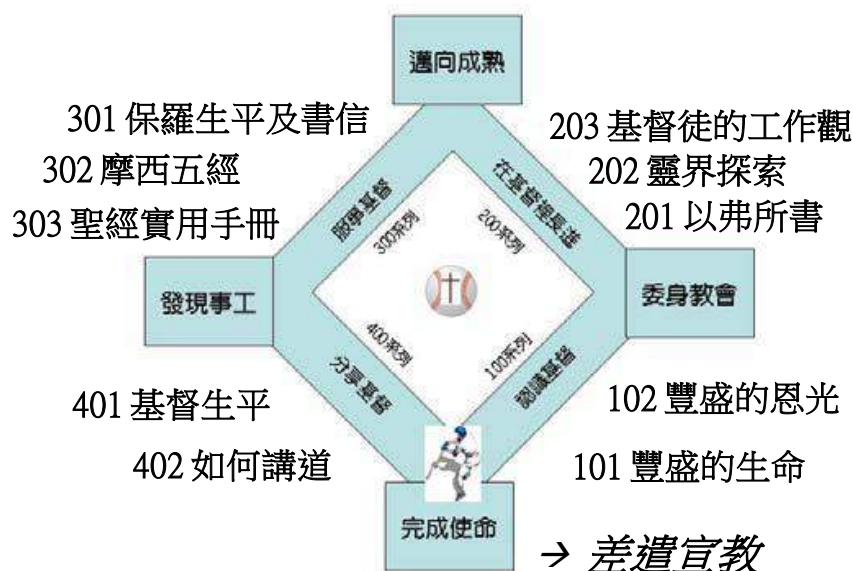 邁向成熟
301 保羅生平及書信
302 摩西五經
303 聖經實用手冊
203 基督徒的工作觀
202 靈界探索
201 以弗所書
服事基督
300系列
在基督裡長進
200系列
發現事工
委身教會
400系列
分享基督
100系列
認識基督
401 基督生平
402 如何講道
102 豐盛的恩光
101 豐盛的生命
完成使命
→ 差遣宣教